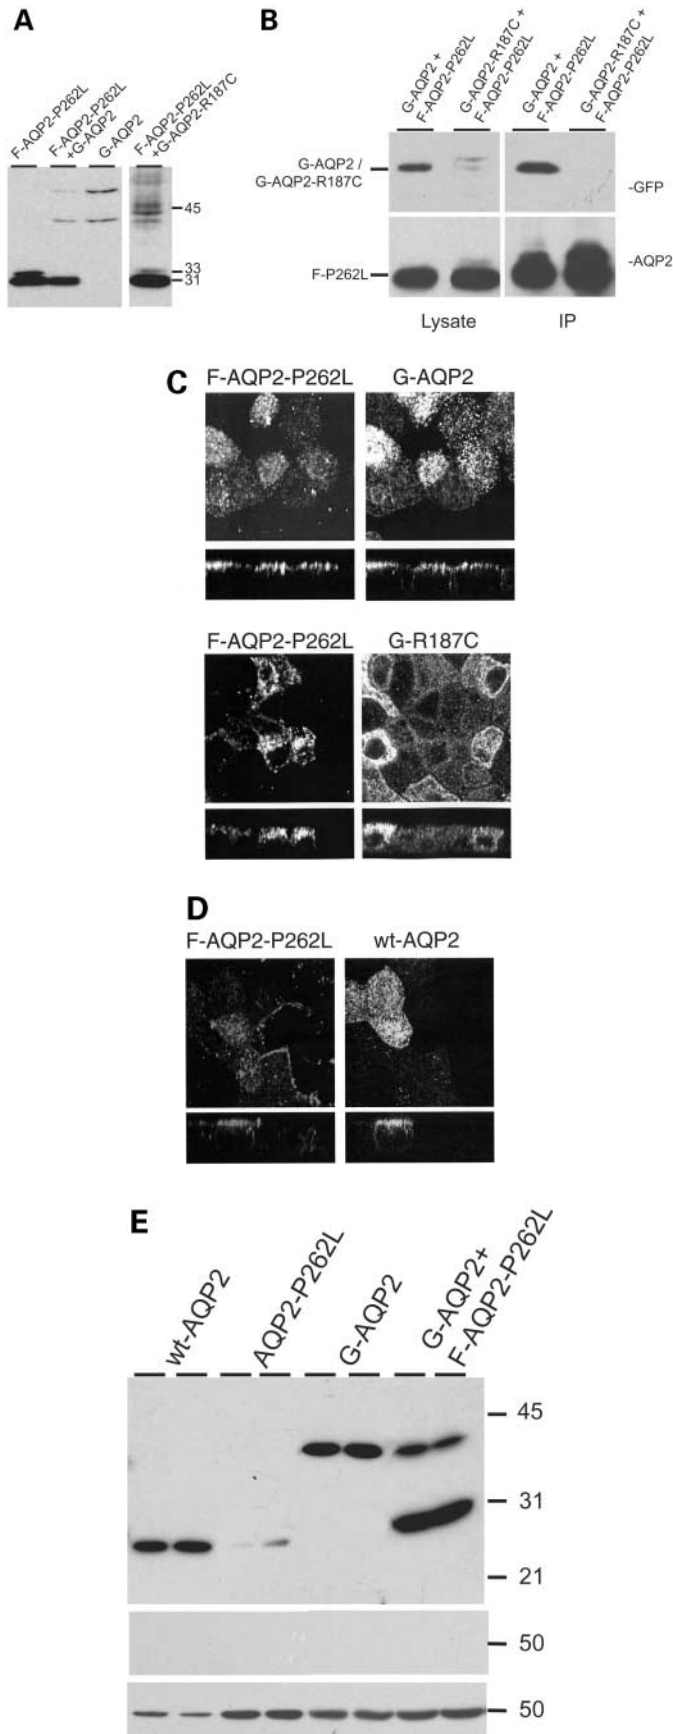 A
F-AQP2-P262L
F-AQP2-P262L
+G-AQP2
G-AQP2
F-AQP2-P262L
+G-AQP2-R187C
45
33
31
B
G-AQP2 +
F-AQP2-P262L
G-AQP2-R187C +
F-AQP2-P262L
G-AQP2 +
F-AQP2-P262L
G-AQP2-R187C +
F-AQP2-P262L
G-AQP2 /
G-AQP2-R187C
-GFP
F-P262L
-AQP2
Lysate
IP
C
F-AQP2-P262L
G-AQP2
F-AQP2-P262L
G-R187C
D
F-AQP2-P262L
wt-AQP2
E
wt-AQP2
AQP2-P262L
G-AQP2
G-AQP2+
F-AQP2-P262L
45
31
21
50
50